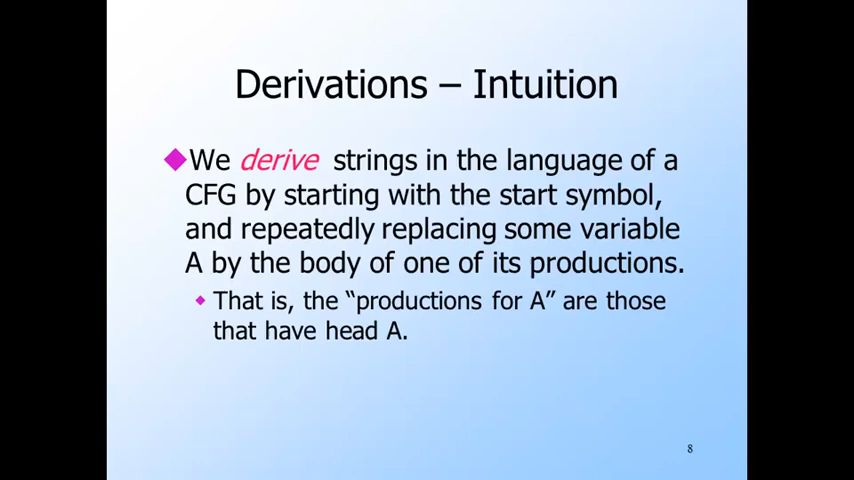 Derivations – Intuition
We derive strings in the language of a
CFG by starting with the start symbol,
and repeatedly replacing some variable
A by the body of one of its productions.
That is, the “productions for A” are those
that have head A.
8